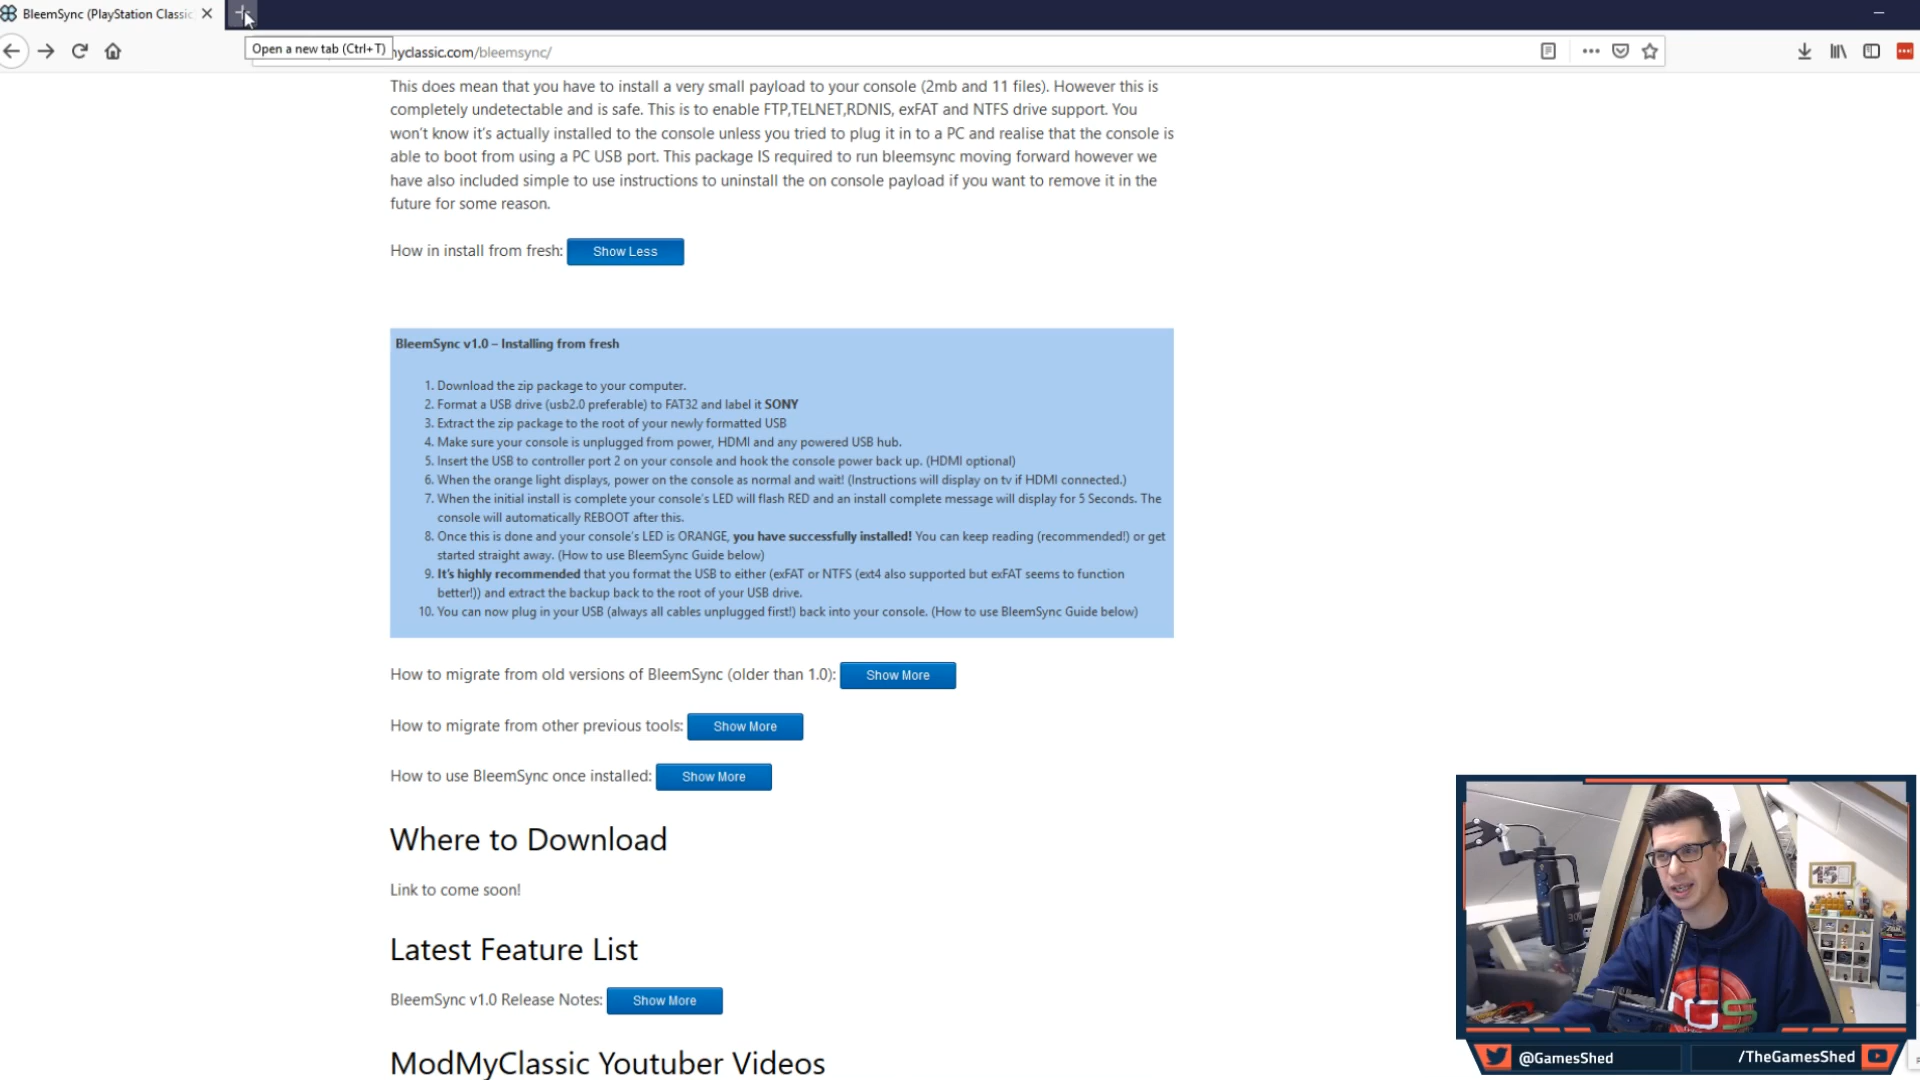 BleemSync (PlayStation Classic
Open a new tab (Ctrl+T)
myclassic.com/bleemsync/
This does mean that you have to install a very small payload to your console (2mb and 11 files). However this is
completely undetectable and is safe. This is to enable FTP,TELNET,RDNIS, exFAT and NTFS drive support. You
won't know it's actually installed to the console unless you tried to plug it in to a PC and realise that the console is
able to boot from using a PC USB port. This package IS required to run bleemsync moving forward however we
have also included simple to use instructions to uninstall the on console payload if you want to remove it in the
future for some reason.
How in install from fresh: Show Less
BleemSync v1.0 – Installing from fresh
1. Download the zip package to your computer.
2. Format a USB drive (usb2.0 preferable) to FAT32 and label it SONY
3. Extract the zip package to the root of your newly formatted USB
4. Make sure your console is unplugged from power, HDMI and any powered USB hub.
5. Insert the USB to controller port 2 on your console and hook the console power back up. (HDMI optional)
6. When the orange light displays, power on the console as normal and wait! (Instructions will display on tv if HDMI connected.)
7. When the initial install is complete your console's LED will flash RED and an install complete message will display for 5 Seconds. The
console will automatically REBOOT after this.
8. Once this is done and your console's LED is ORANGE, you have successfully installed! You can keep reading (recommended!) or get
started straight away. (How to use BleemSync Guide below)
9. It's highly recommended that you format the USB to either (exFAT or NTFS (ext4 also supported but exFAT seems to function
better!)) and extract the backup back to the root of your USB drive.
10. You can now plug in your USB (always all cables unplugged first!) back into your console. (How to use BleemSync Guide below)
How to migrate from old versions of BleemSync (older than 1.0): Show More
How to migrate from other previous tools: Show More
How to use BleemSync once installed: Show More
Where to Download
Link to come soon!
Latest Feature List
BleemSync v1.0 Release Notes: Show More
ModMyClassic Youtuber Videos
TGS
@GamesShed
/TheGamesShed